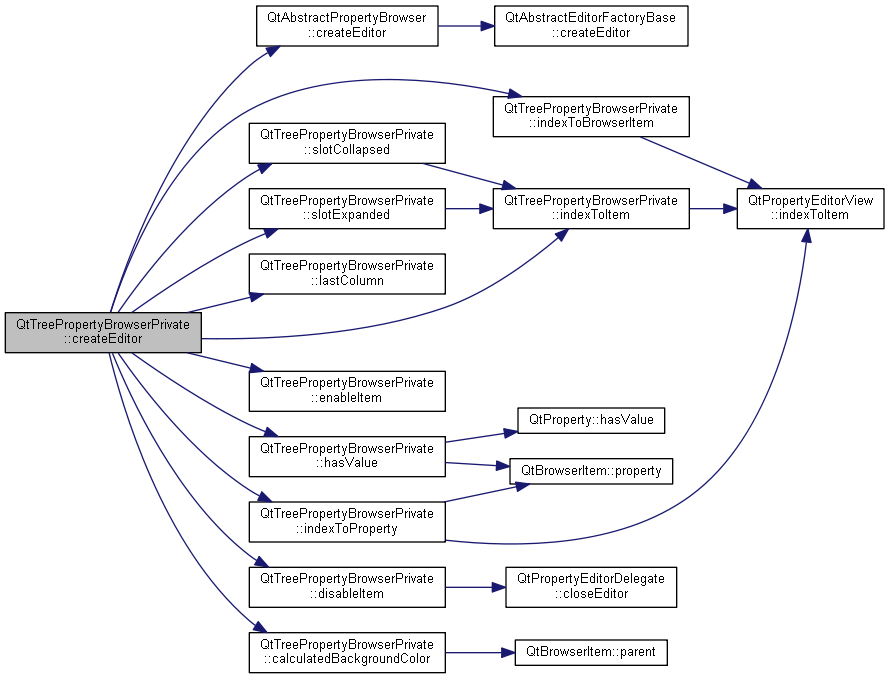 QtAbstractPropertyBrowser
::createEditor
QtAbstractEditorFactoryBase
::createEditor
QtTreePropertyBrowserPrivate
::indexToBrowserItem
QtTreePropertyBrowserPrivate
::slotCollapsed
QtTreePropertyBrowserPrivate
::slotExpanded
QtTreePropertyBrowserPrivate
::indexToItem
QtPropertyEditorView
::indexToItem
QtTreePropertyBrowserPrivate
::lastColumn
QtTreePropertyBrowserPrivate
::createEditor
QtTreePropertyBrowserPrivate
::enableItem
QtProperty::hasValue
QtTreePropertyBrowserPrivate
::hasValue
QtBrowserItem::property
QtTreePropertyBrowserPrivate
::indexToProperty
QtTreePropertyBrowserPrivate
::disableItem
QtPropertyEditorDelegate
::closeEditor
QtTreePropertyBrowserPrivate
::calculatedBackgroundColor
QtBrowserItem::parent